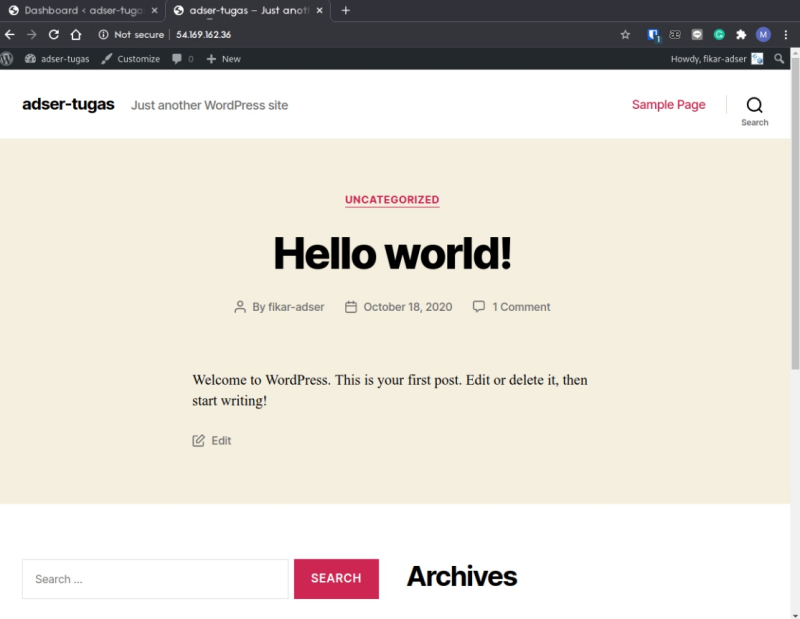 Dashboard ‹ adser-tuga
adser-tugas – Just anot
Not secure
54.169.162.36
1
M
adser-tugas
Customize
0
New
Howdy, fikar-adser
adser-tugas
Just another WordPress site
Sample Page
Search
UNCATEGORIZED
Hello world!
By fikar-adser
October 18, 2020
1 Comment
Welcome to WordPress. This is your first post. Edit or delete it, then
start writing!
Edit
Search …
SEARCH
Archives